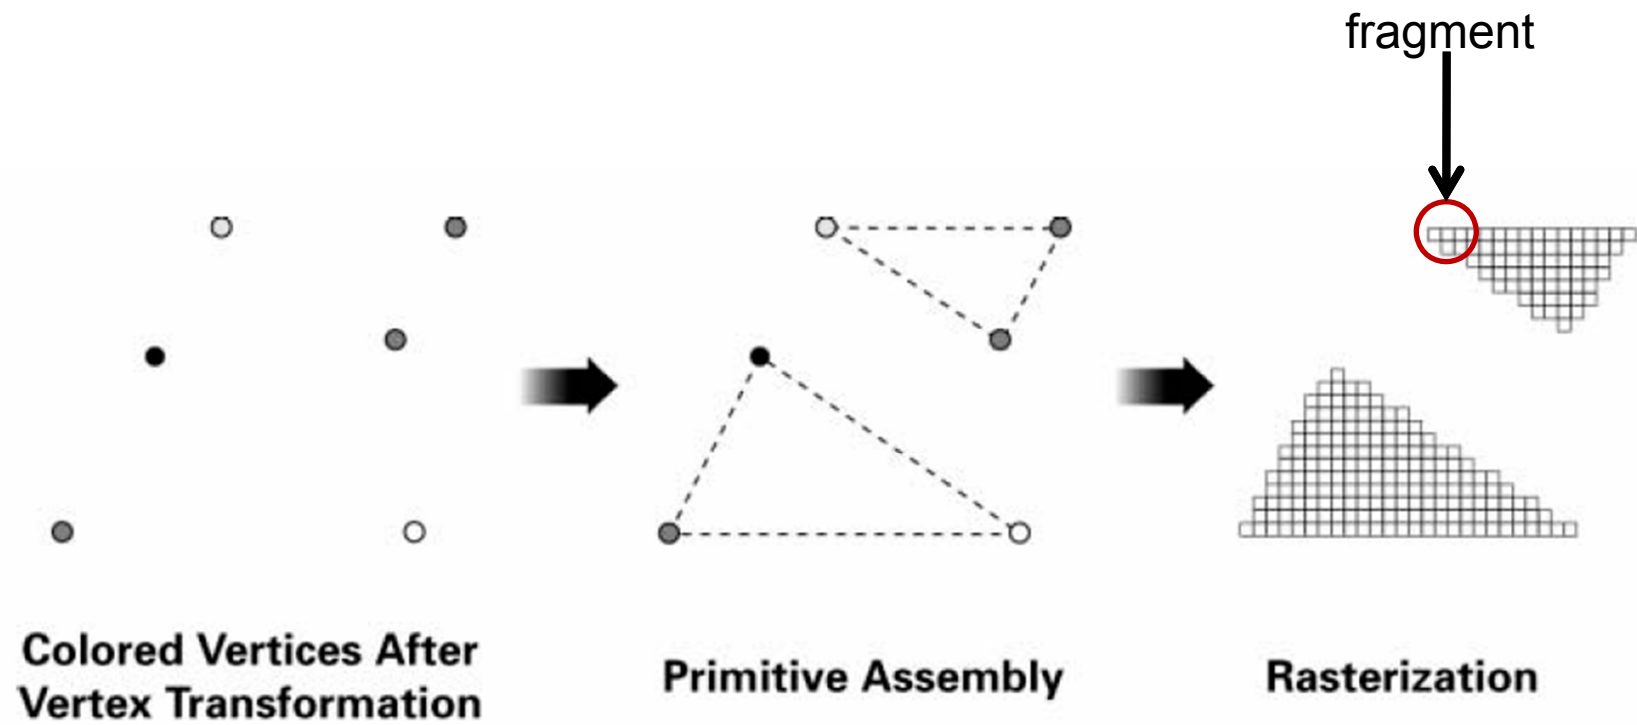 fragment
Colored Vertices After
Vertex Transformation
Primitive Assembly
Rasterization